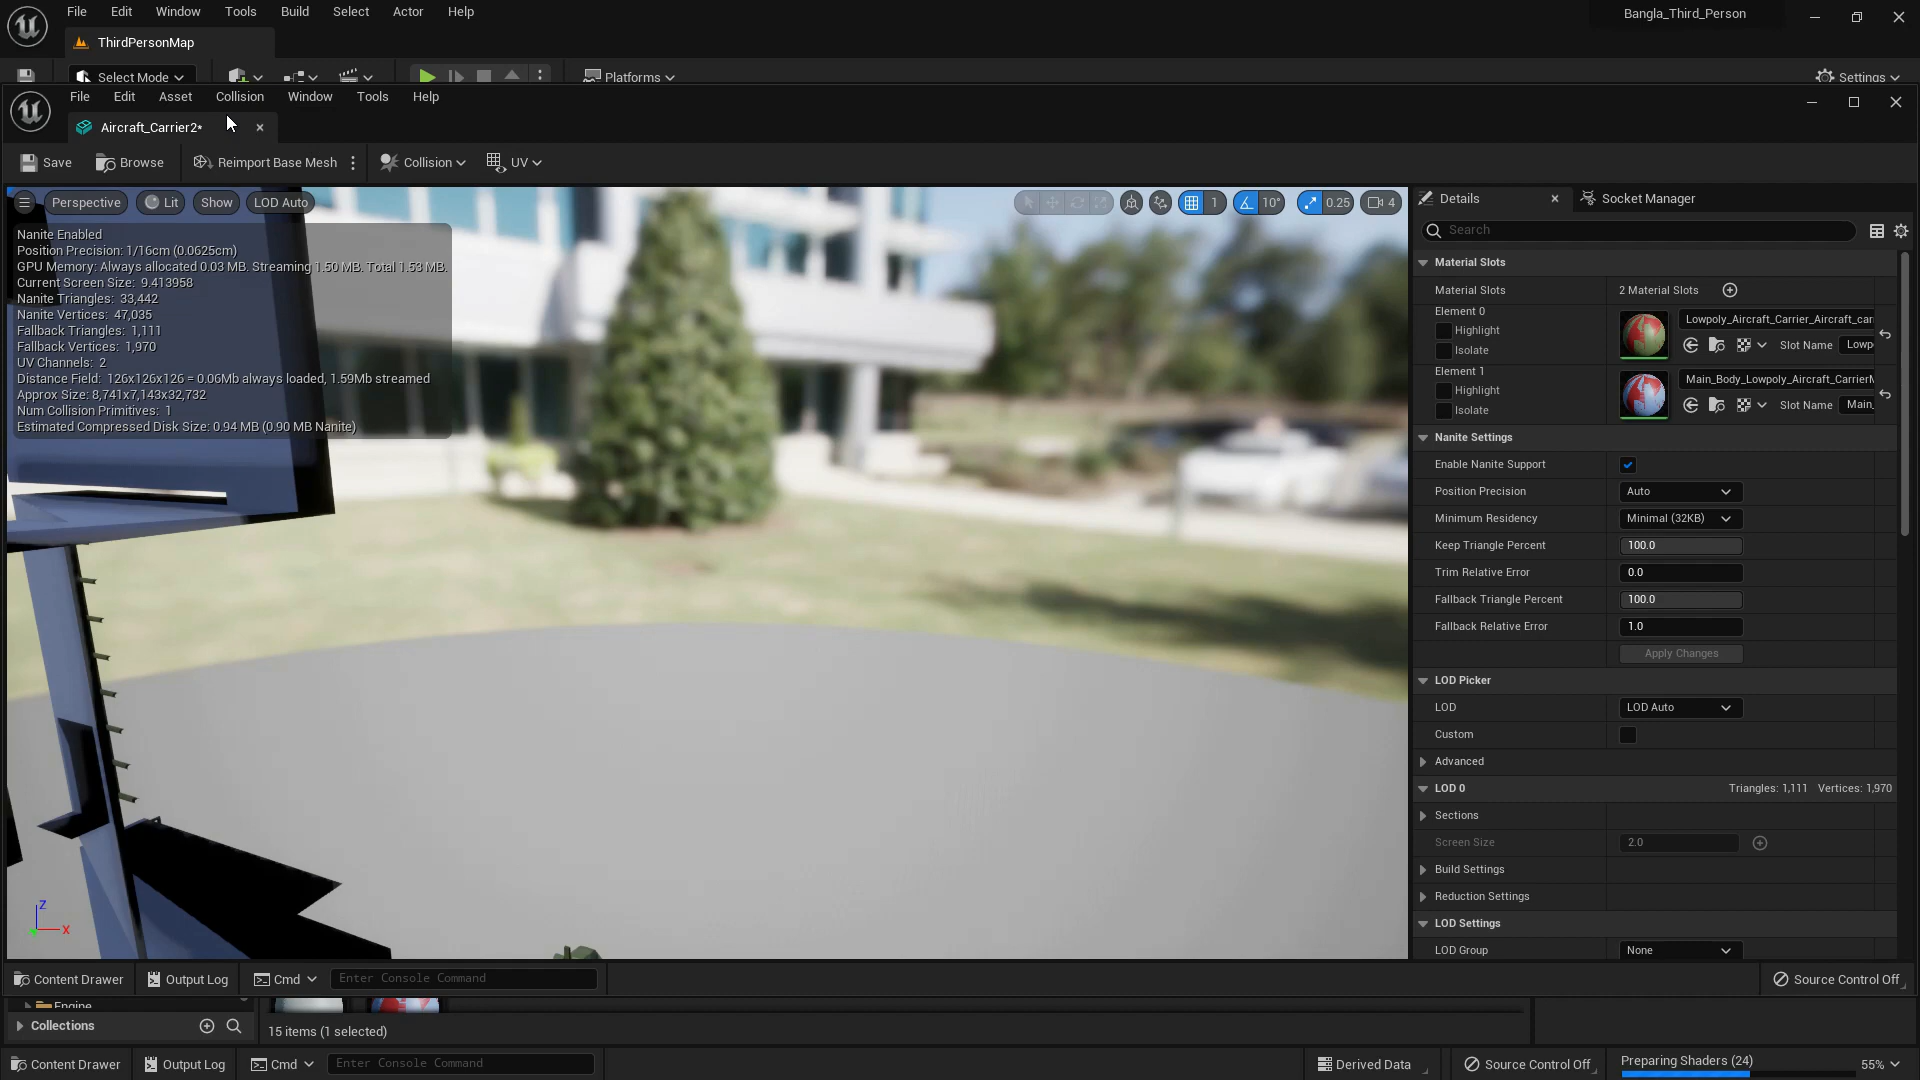 File Edit Window Tools Build Select Actor Help
Bangla_Third_Person
ThirdPersonMap
Select Mode
Platforms
Settings
File Edit Asset Collision Window Tools Help
Aircraft_Carrier2*
Save Browse Reimport Base Mesh Collision UV
Perspective Lit Show LOD Auto
1 10° 0.25 4
Details
Socket Manager
Search
Nanite Enabled
Position Precision: 1/16cm (0.0625cm)
GPU Memory: Always allocated 0.03 MB. Streaming 1.50 MB. Total 1.53 MB.
Current Screen Size: 9.413958
Nanite Triangles: 33,442
Nanite Vertices: 47,035
Fallback Triangles: 1,111
Fallback Vertices: 1,970
UV Channels: 2
Distance Field: 126x126x126 = 0.06Mb always loaded, 1.59Mb streamed
Approx Size: 8,741x7,143x32,732
Num Collision Primitives: 1
Estimated Compressed Disk Size: 0.94 MB (0.90 MB Nanite)
Material Slots
Material Slots 2 Material Slots
Element 0
Highlight
Isolate
Lowpoly_Aircraft_Carrier_Aircraft_car
Slot Name Lowp
Element 1
Highlight
Isolate
Main_Body_Lowpoly_Aircraft_Carrier
Slot Name Main_
Nanite Settings
Enable Nanite Support
Position Precision Auto
Minimum Residency Minimal (32KB)
Keep Triangle Percent 100.0
Trim Relative Error 0.0
Fallback Triangle Percent 100.0
Fallback Relative Error 1.0
Apply Changes
LOD Picker
LOD LOD Auto
Custom
Advanced
LOD 0 Triangles: 1,111 Vertices: 1,970
Sections
Screen Size 2.0
Build Settings
Reduction Settings
LOD Settings
LOD Group None
Z
X
Content Drawer Output Log Cmd Enter Console Command Source Control Off
Engine
Collections
15 items (1 selected)
Content Drawer Output Log Cmd Enter Console Command Derived Data Source Control Off Preparing Shaders (24) 55%